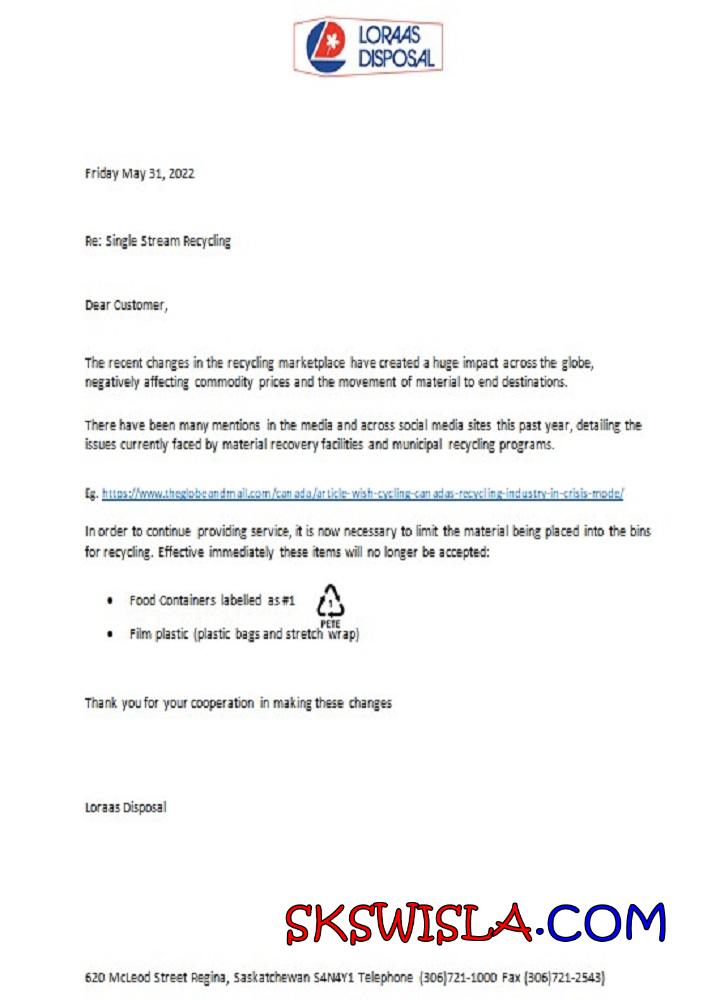 LORAAS
DISPOSAL
Friday May 31, 2022
Re: Single Stream Recycling
Dear Customer,
The recent changes in the recycling marketplace have created a huge impact across the globe,
negatively affecting commodity prices and the movement of material to end destinations.
There have been many mentions in the media and across social media sites this past year, detailing the
issues currently faced by material recovery facilities and municipal recycling programs.
Eg. https://www.theglobeandmail.com/canada/article-wish-cycling-canadas-recycling-industry-in-crisis-mode/
In order to continue providing service, it is now necessary to limit the material being placed into the bins
for recycling. Effective immediately these items will no longer be accepted:
• Food Containers labelled as #1
1
PETE
• Film plastic (plastic bags and stretch wrap)
Thank you for your cooperation in making these changes
Loraas Disposal
SKSWISLA.COM
620 McLeod Street Regina, Saskatchewan S4N4Y1 Telephone (306)721-1000 Fax (306)721-2543)